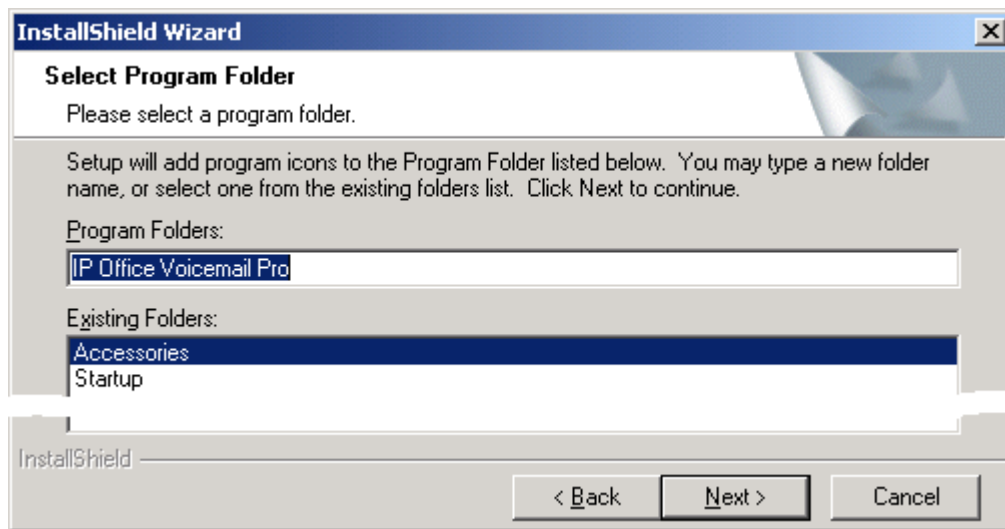 InstallShield Wizard
Select Program Folder
Please select a program folder.
Setup will add program icons to the Program Folder listed below. You may type a new folder
name, or select one from the existing folders list. Click Next to continue.
Program Folders:
IP Office Voicemail Pro
Existing Folders:
Accessories
Startup
InstallShield
< Back Next > Cancel